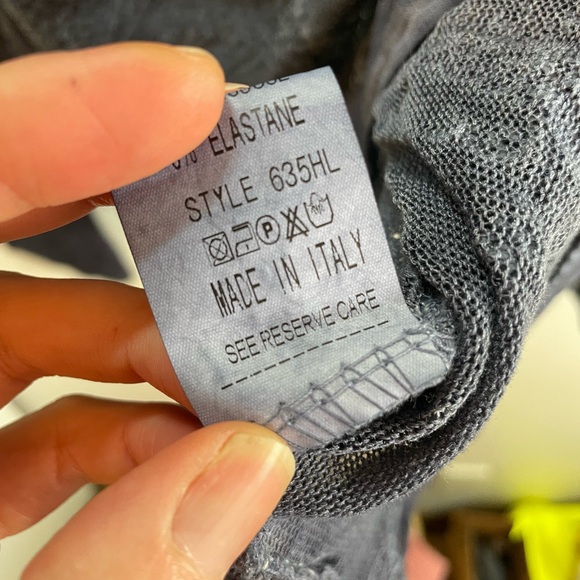 % ELASTANE
STYLE 635HL
P
MADE IN ITALY
SEE RESERVE CARE